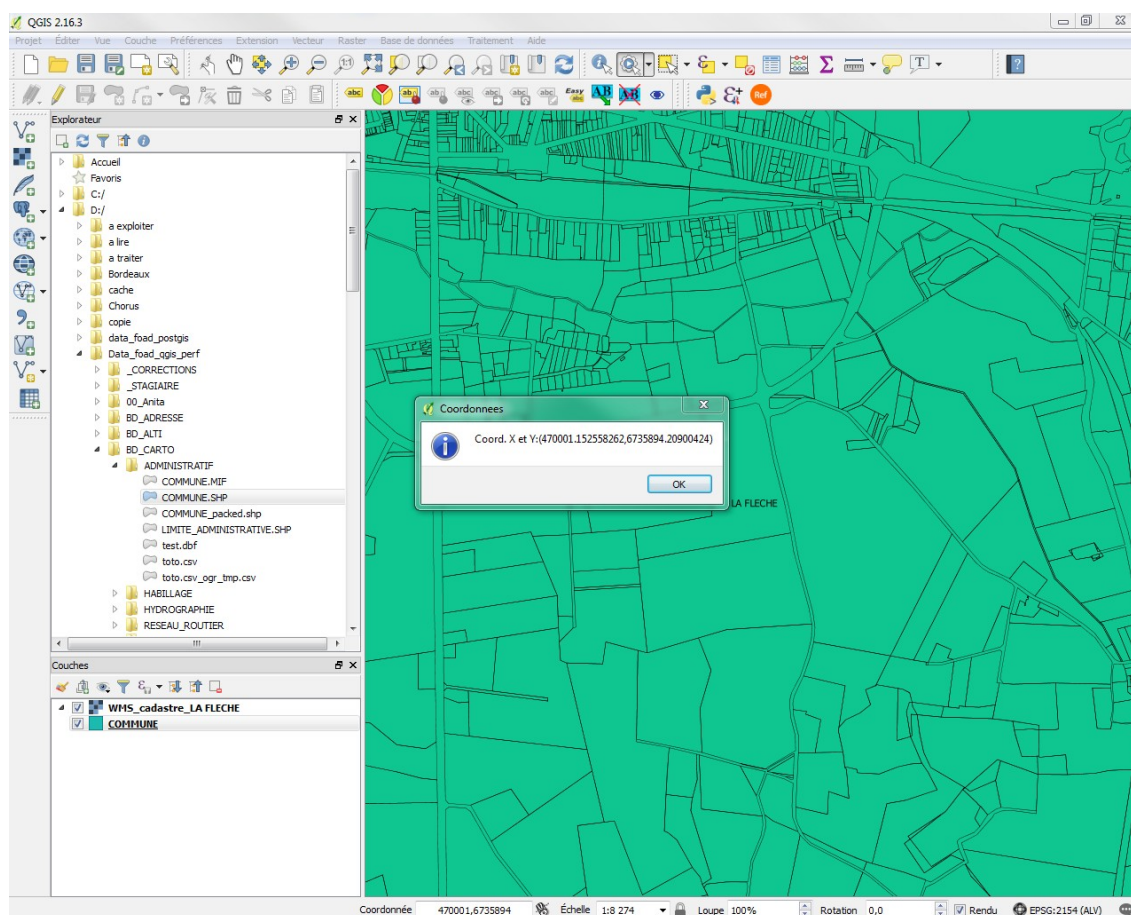 QGIS 2.16.3
Projet Éditer Vue Couche Préférences Extension Vecteur Raster Base de données Traitement Aide
Explorateur
Accueil
Favoris
C:/
D:/
a exploiter
a lire
a traiter
Bordeaux
cache
Chorus
copie
data_foad_postgis
Data_foad_qgis_perf
_CORRECTIONS
_STAGIAIRE
00_Anita
BD_ADRESSE
BD_ALTI
BD_CARTO
ADMINISTRATIF
COMMUNE.MIF
COMMUNE.SHP
COMMUNE_packed.shp
LIMITE_ADMINISTRATIVE.SHP
test.dbf
toto.csv
toto.csv_ogr_tmp.csv
HABILLAGE
HYDROGRAPHIE
RESEAU_ROUTIER
Couches
WMS_cadastre_LA FLECHE
COMMUNE
Coordonnees
Coord. X et Y:(470001.152558262,6735894.20900424)
OK
LA FLECHE
Coordonnée 470001,6735894 Échelle 1:8 274 Loupe 100% Rotation 0,0 Rendu EPSG:2154 (ALV)